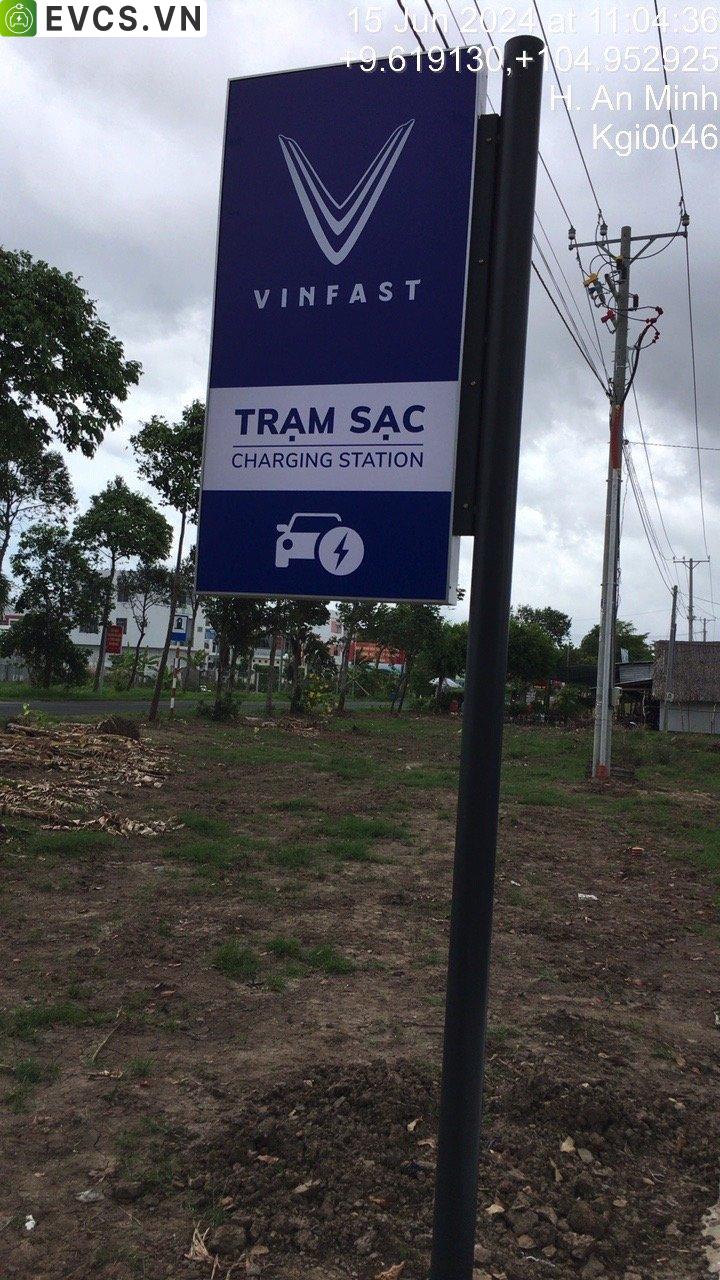 EVCS.VN
15 Jun 2024 at 11:04:36
+9.619130,+104.952925
H. An Minh
Kgi0046
VINFAST
TRẠM SẠC
CHARGING STATION